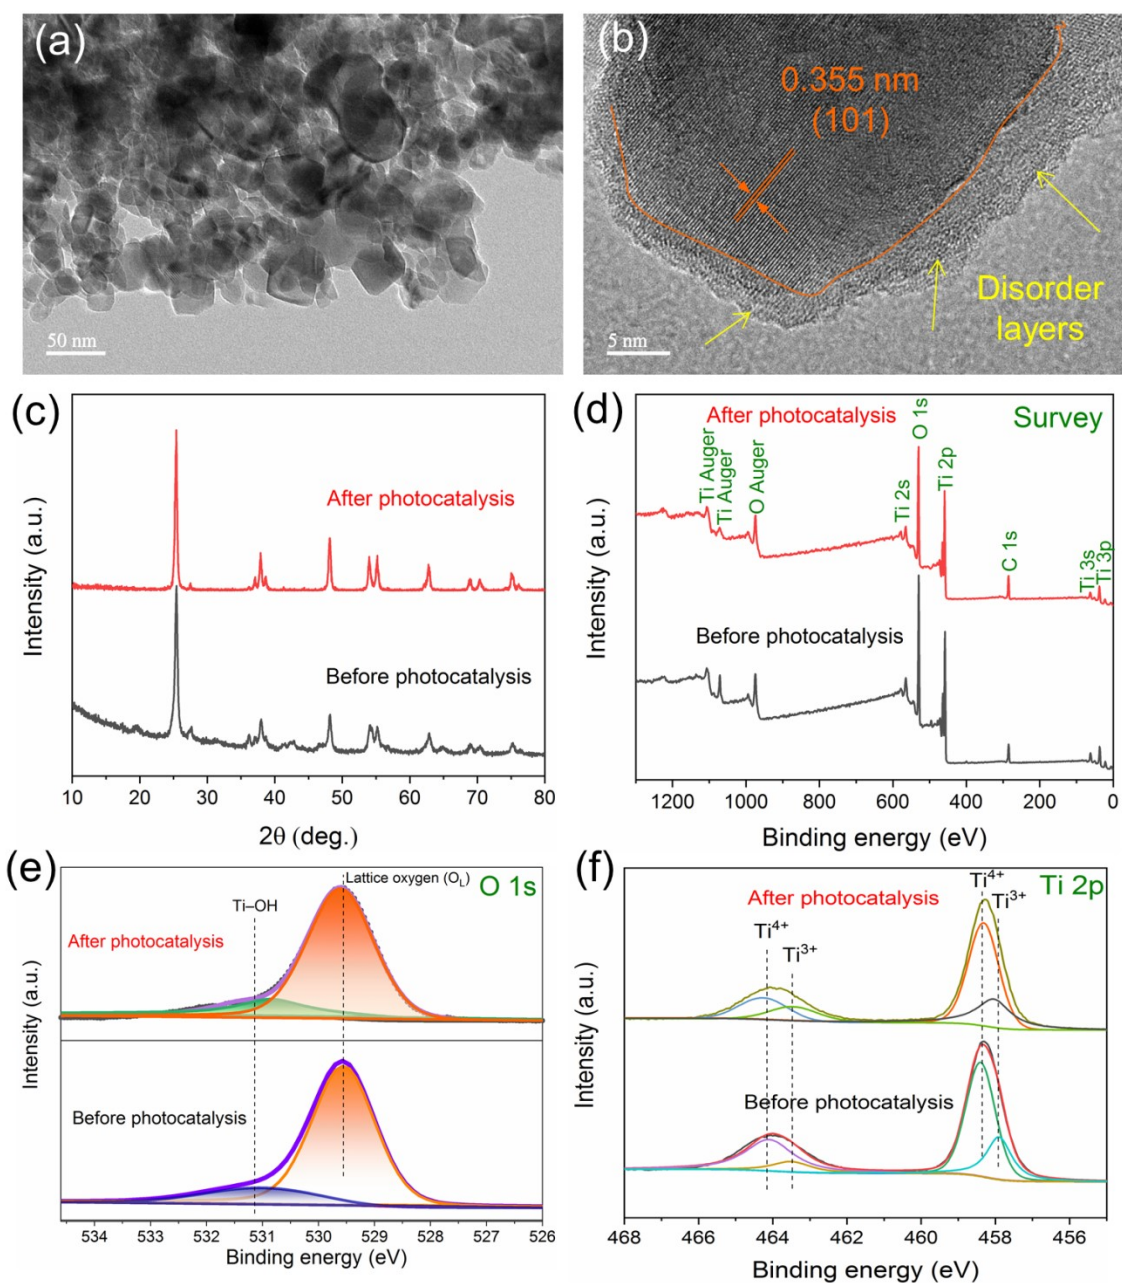 (a)
50 nm
(b)
0.355 nm
(101)
Disorder
layers
5 nm
(c)
After photocatalysis
Before photocatalysis
Intensity (a.u.)
10 20 30 40 50 60 70 80
2θ (deg.)
(d)
After photocatalysis
Survey
Ti Auger
Ti Auger
O Auger
Ti 2s
O 1s
Ti 2p
C 1s
Ti 3s
Ti 3p
Before photocatalysis
Intensity (a.u.)
1200 1000 800 600 400 200 0
Binding energy (eV)
(e)
Lattice oxygen (O_L)
O 1s
Ti–OH
After photocatalysis
Before photocatalysis
Intensity (a.u.)
534 533 532 531 530 529 528 527 526
Binding energy (eV)
(f)
After photocatalysis
Ti⁴⁺
Ti³⁺
Ti 2p
Ti⁴⁺
Ti³⁺
Before photocatalysis
Intensity (a.u.)
468 466 464 462 460 458 456
Binding energy (eV)